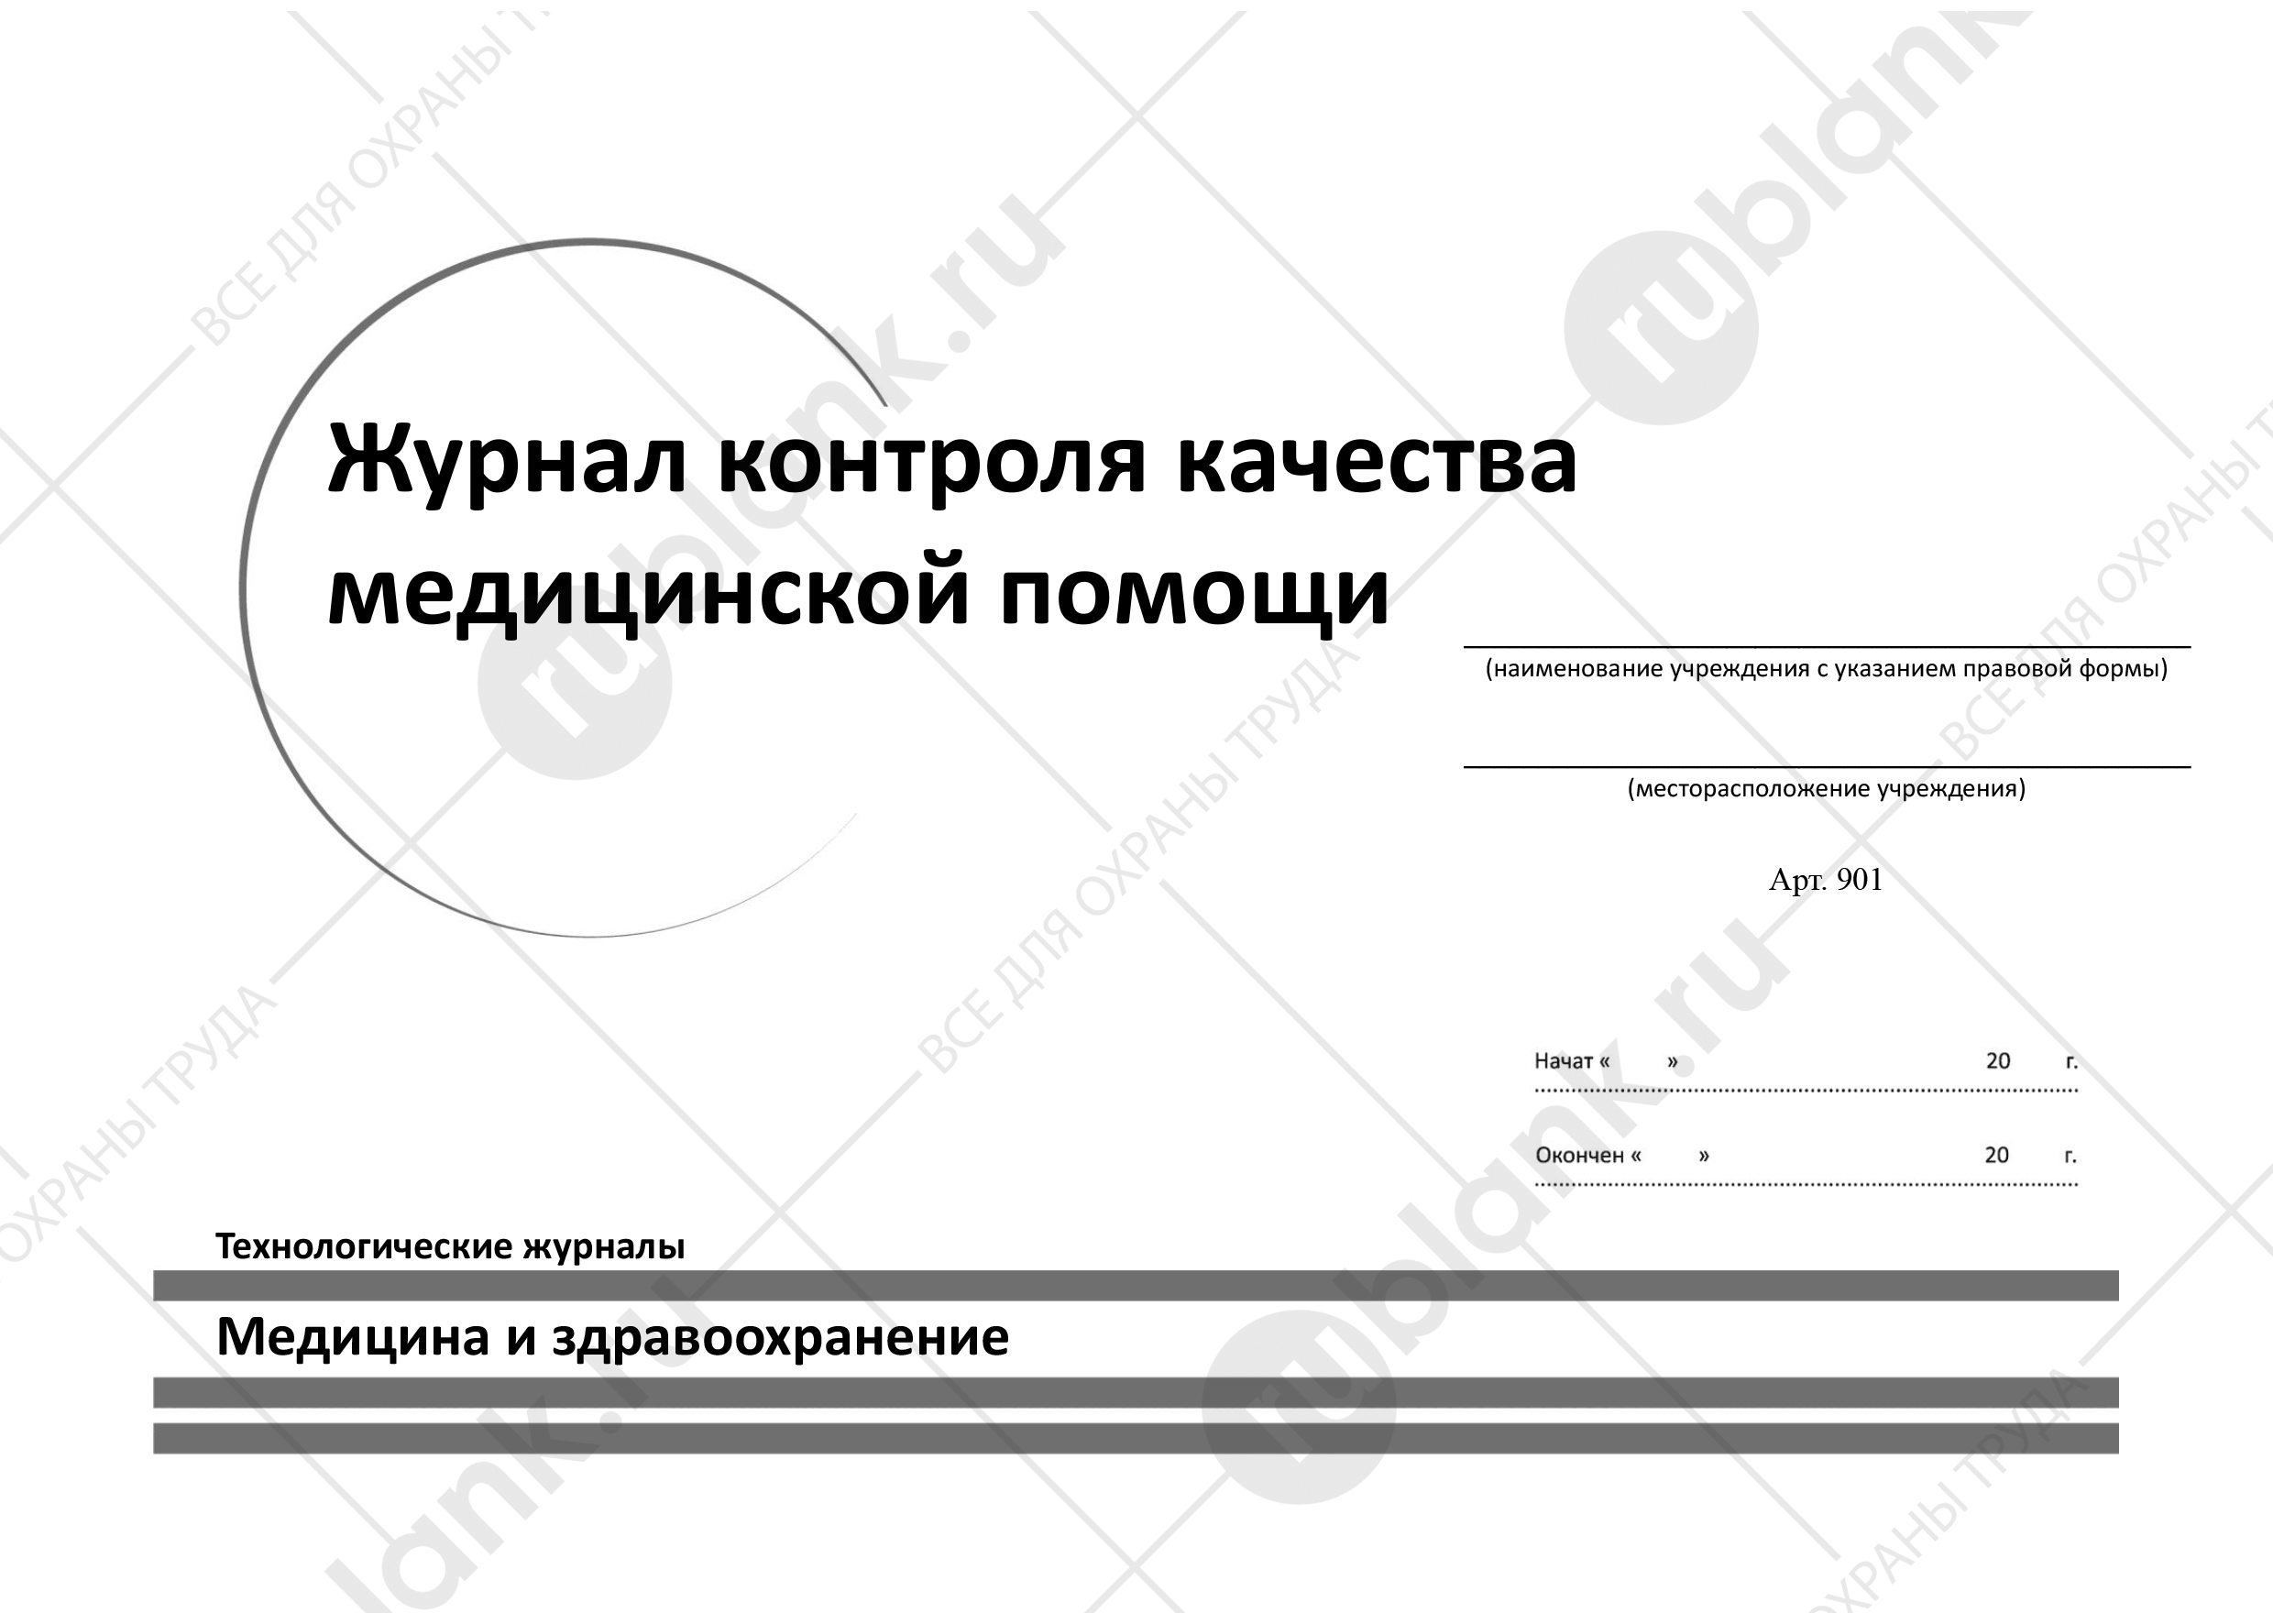 Журнал контроля качества
медицинской помощи
(наименование учреждения с указанием правовой формы)
(месторасположение учреждения)
Арт. 901
Начат « » 20 г.
Окончен « » 20 г.
Технологические журналы
Медицина и здравоохранение
rublank.ru
ВСЕ ДЛЯ ОХРАНЫ ТРУДА